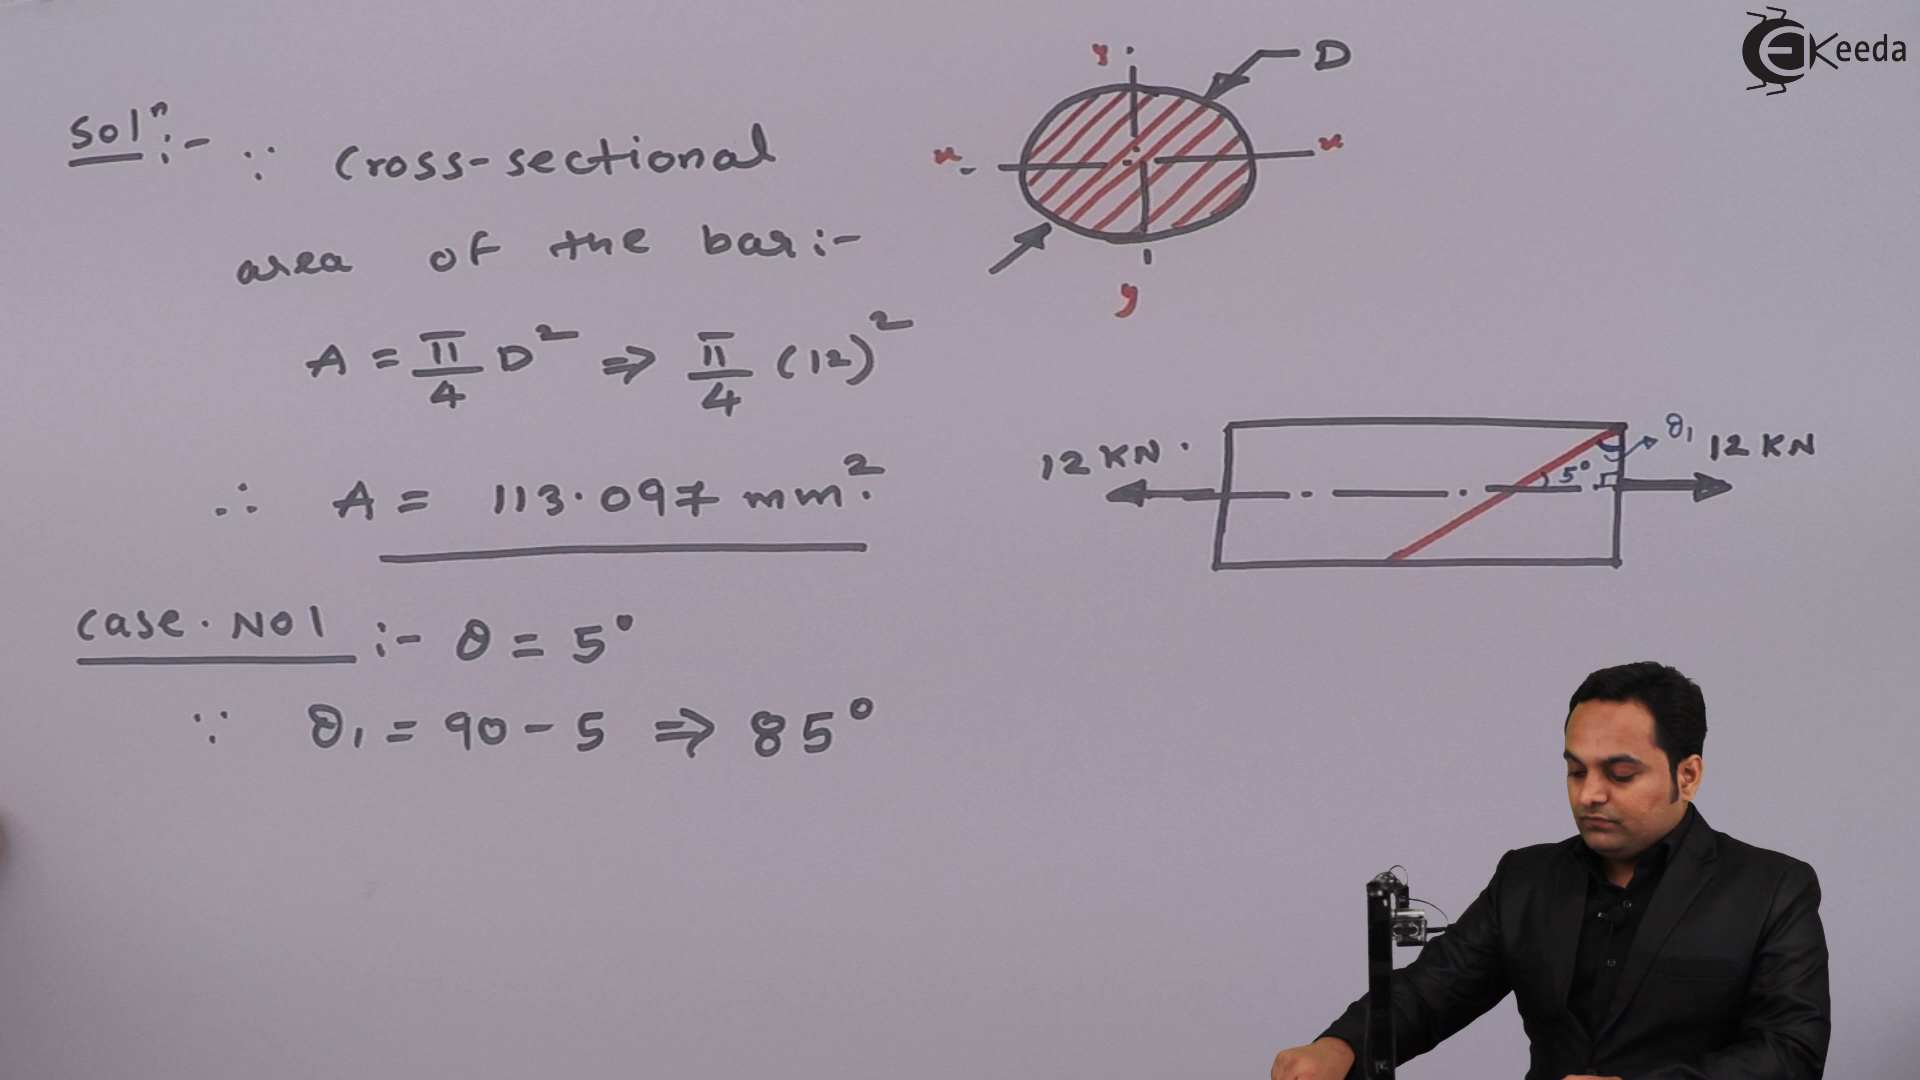 Solⁿ:- ∵ Cross-sectional
area of the bar:-
A = π/4 D² ⇒ π/4 (12)²
∴ A = 113.097 mm².
Case. No 1 :- θ = 5°
∵ θ₁ = 90 - 5 ⇒ 85°
y
D
x
x
y
12 KN.
5°
θ₁
12 KN
EKeeda